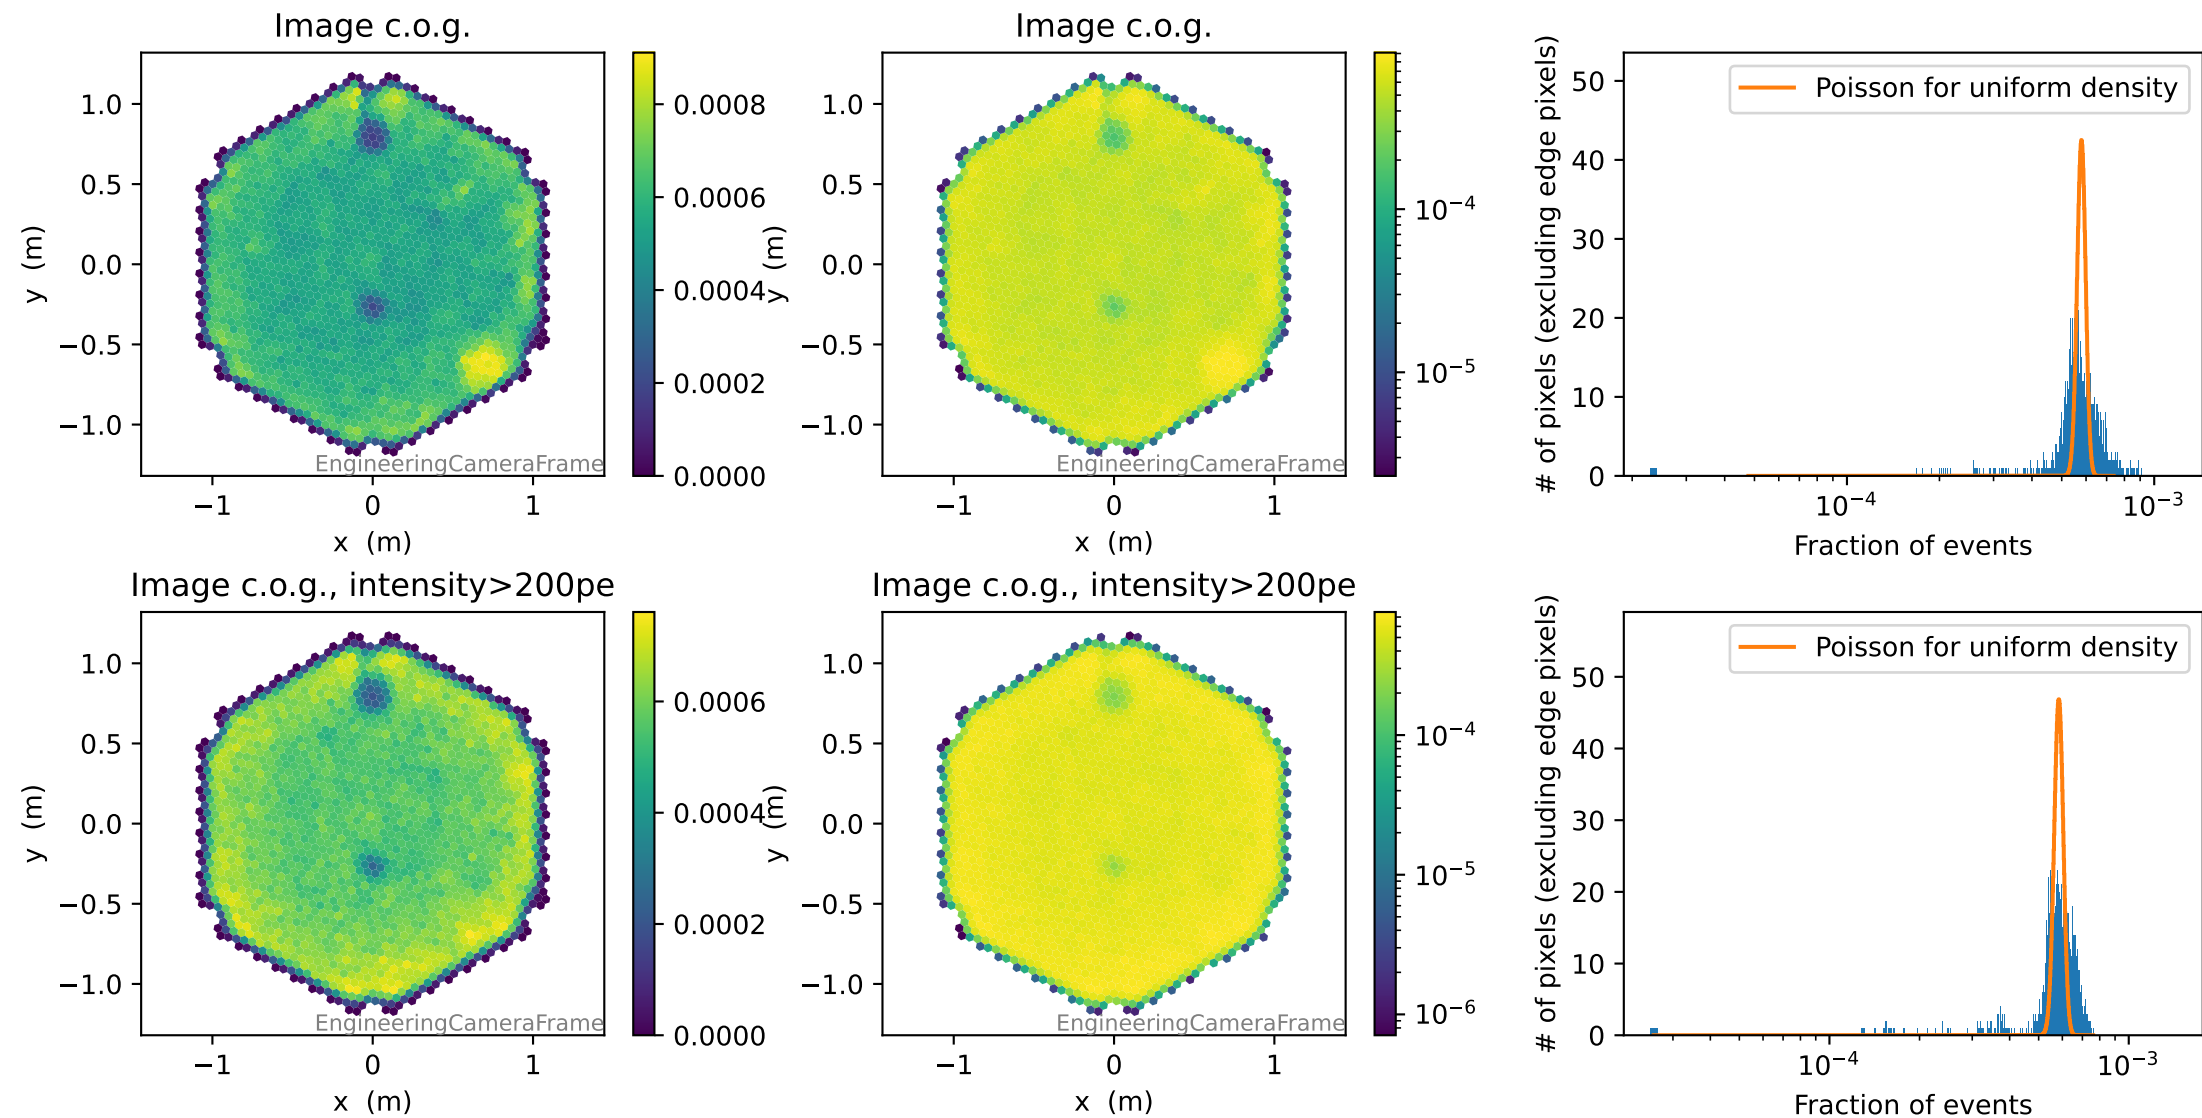 Image c.o.g.
1.0
0.5
0.0
−0.5
−1.0
y (m)
−1 0 1
x (m)
EngineeringCameraFrame
0.0008
0.0006
0.0004
0.0002
0.0000
Image c.o.g.
1.0
0.5
0.0
−0.5
−1.0
y (m)
−1 0 1
x (m)
EngineeringCameraFrame
10⁻⁴
10⁻⁵
Poisson for uniform density
50
40
30
20
10
0
# of pixels (excluding edge pixels)
10⁻⁴ 10⁻³
Fraction of events
Image c.o.g., intensity>200pe
1.0
0.5
0.0
−0.5
−1.0
y (m)
−1 0 1
x (m)
EngineeringCameraFrame
0.0006
0.0004
0.0002
0.0000
Image c.o.g., intensity>200pe
1.0
0.5
0.0
−0.5
−1.0
y (m)
−1 0 1
x (m)
EngineeringCameraFrame
10⁻⁴
10⁻⁵
10⁻⁶
Poisson for uniform density
50
40
30
20
10
0
# of pixels (excluding edge pixels)
10⁻⁴ 10⁻³
Fraction of events